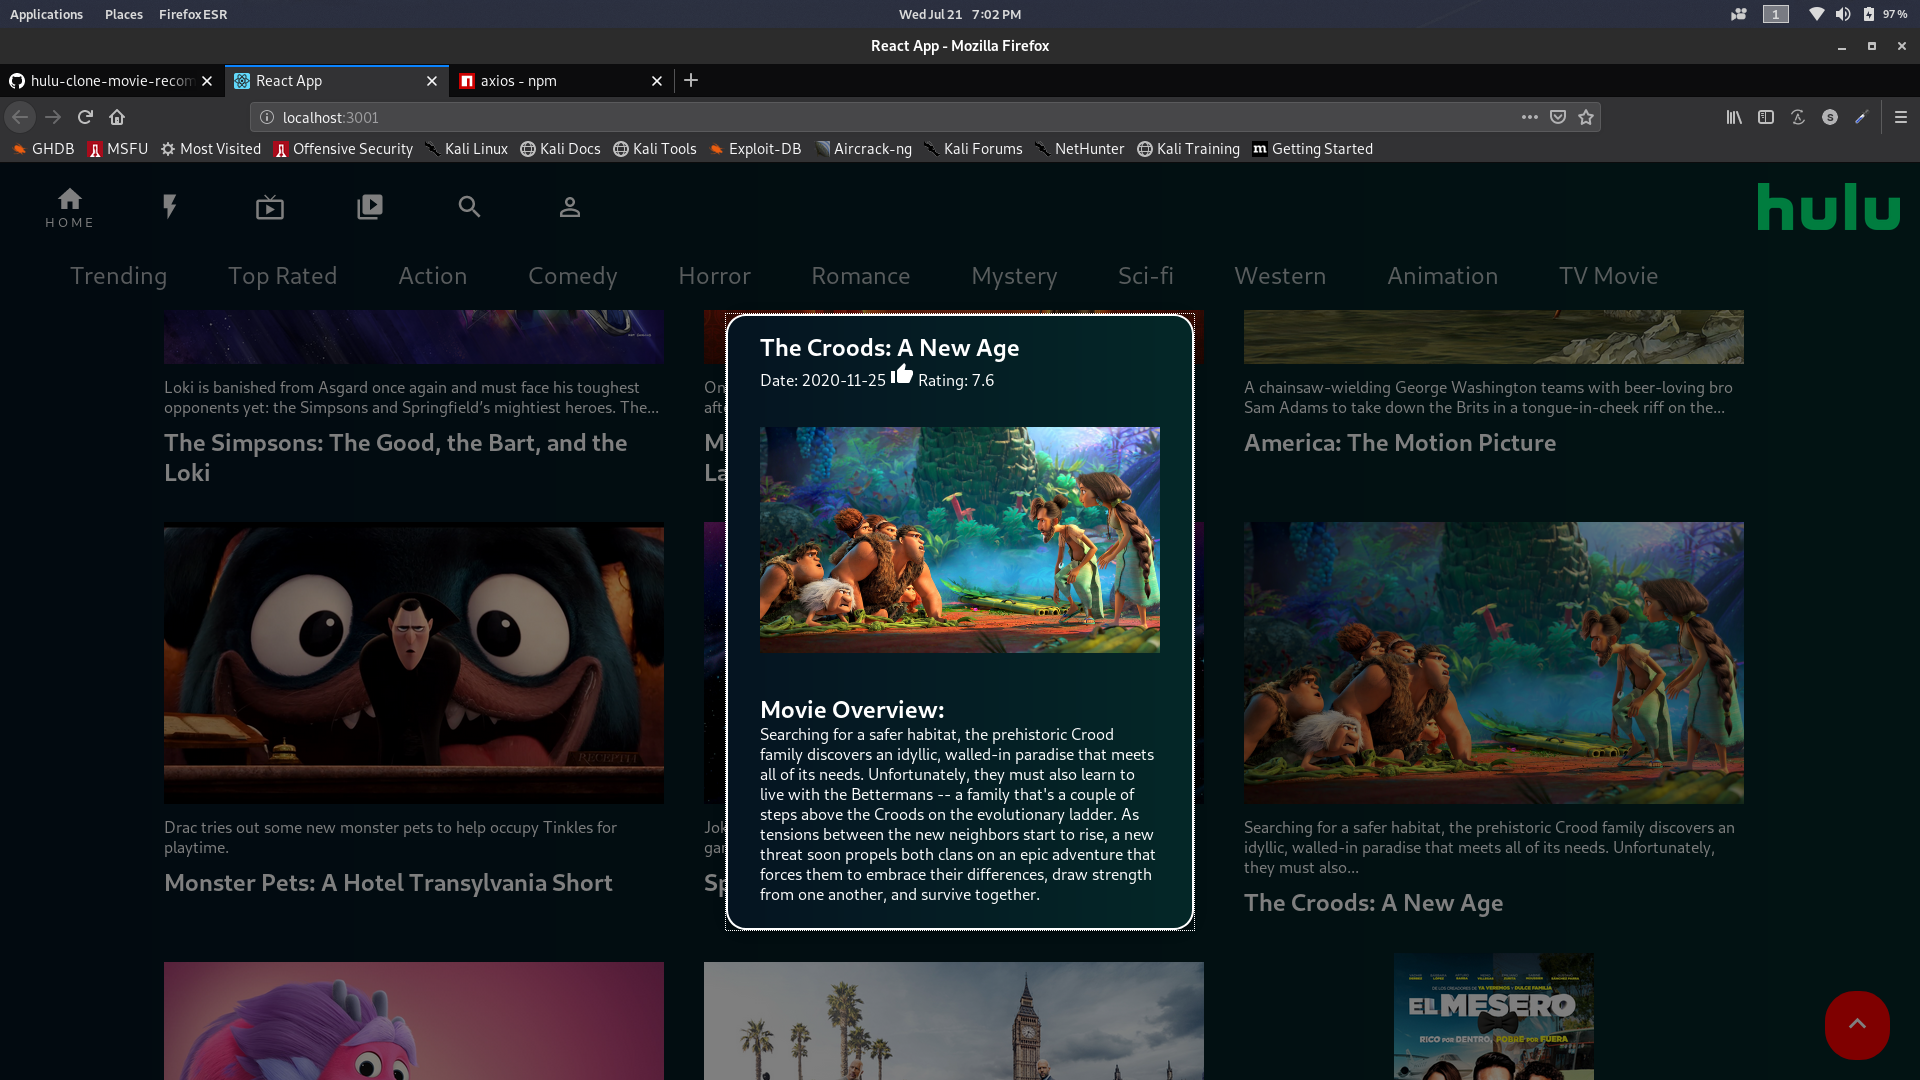 Applications Places Firefox ESR Wed Jul 21 7:02 PM 1 97 %
React App - Mozilla Firefox
hulu-clone-movie-recom React App axios - npm
localhost:3001
GHDB MSFU Most Visited Offensive Security Kali Linux Kali Docs Kali Tools Exploit-DB Aircrack-ng Kali Forums NetHunter Kali Training Getting Started
HOME
hulu
Trending Top Rated Action Comedy Horror Romance Mystery Sci-fi Western Animation TV Movie
Loki is banished from Asgard once again and must face his toughest
opponents yet: the Simpsons and Springfield's mightiest heroes. The...
The Simpsons: The Good, the Bart, and the
Loki
A chainsaw-wielding George Washington teams with beer-loving bro
Sam Adams to take down the Brits in a tongue-in-cheek riff on the...
America: The Motion Picture
The Croods: A New Age
Date: 2020-11-25 Rating: 7.6
Movie Overview:
Searching for a safer habitat, the prehistoric Crood
family discovers an idyllic, walled-in paradise that meets
all of its needs. Unfortunately, they must also learn to
live with the Bettermans -- a family that's a couple of
steps above the Croods on the evolutionary ladder. As
tensions between the new neighbors start to rise, a new
threat soon propels both clans on an epic adventure that
forces them to embrace their differences, draw strength
from one another, and survive together.
Drac tries out some new monster pets to help occupy Tinkles for
playtime.
Monster Pets: A Hotel Transylvania Short
Searching for a safer habitat, the prehistoric Crood family discovers an
idyllic, walled-in paradise that meets all of its needs. Unfortunately,
they must also...
The Croods: A New Age
EL MESERO
RICO POR DENTRO, POBRE POR FUERA